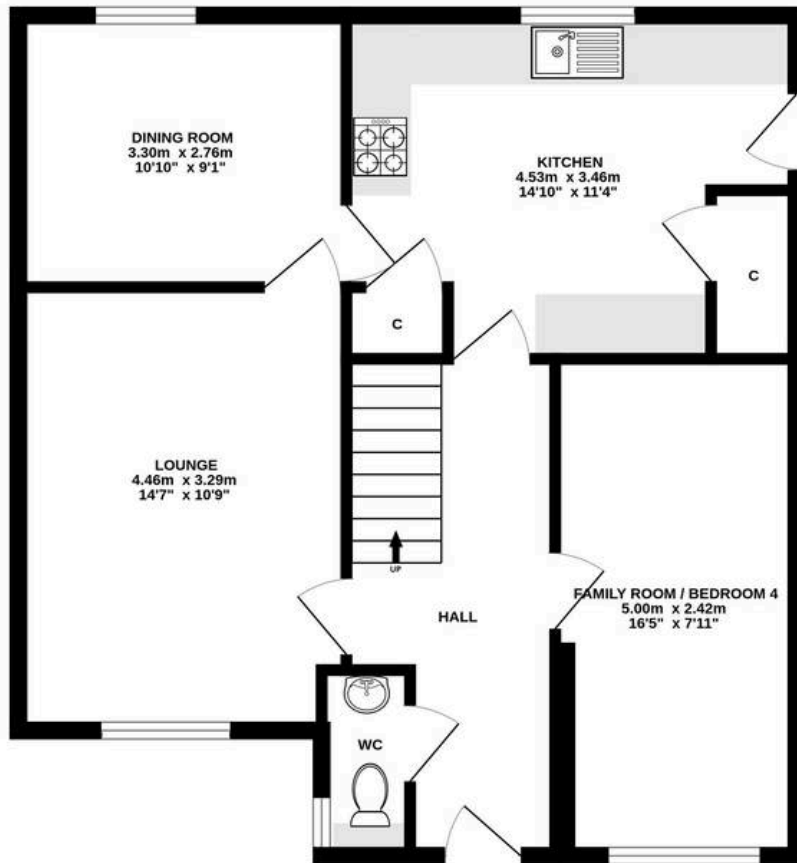 DINING ROOM
3.30m x 2.76m
10'10" x 9'1"
KITCHEN
4.53m x 3.46m
14'10" x 11'4"
C
C
LOUNGE
4.46m x 3.29m
14'7" x 10'9"
UP
HALL
FAMILY ROOM / BEDROOM 4
5.00m x 2.42m
16'5" x 7'11"
WC